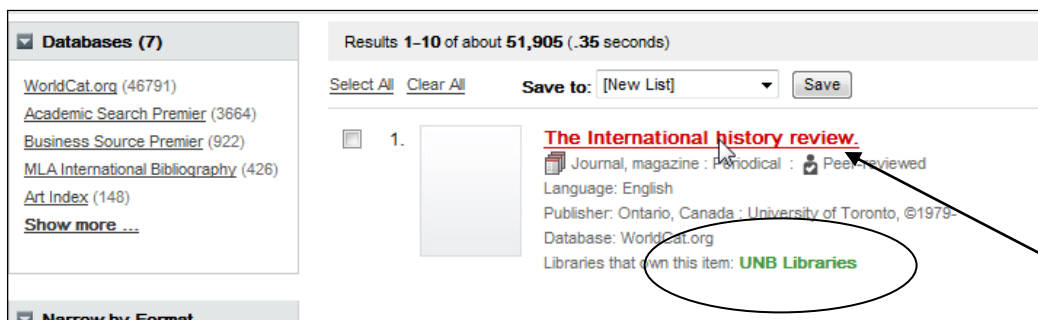 Databases (7)
WorldCat.org (46791)
Academic Search Premier (3664)
Business Source Premier (922)
MLA International Bibliography (426)
Art Index (148)
Show more ...
Narrow by Format
Results 1-10 of about 51,905 (.35 seconds)
Select All Clear All Save to: [New List] Save
1.
The International history review.
Journal, magazine : Periodical : Peer-reviewed
Language: English
Publisher: Ontario, Canada : University of Toronto, ©1979-
Database: WorldCat.org
Libraries that own this item: UNB Libraries